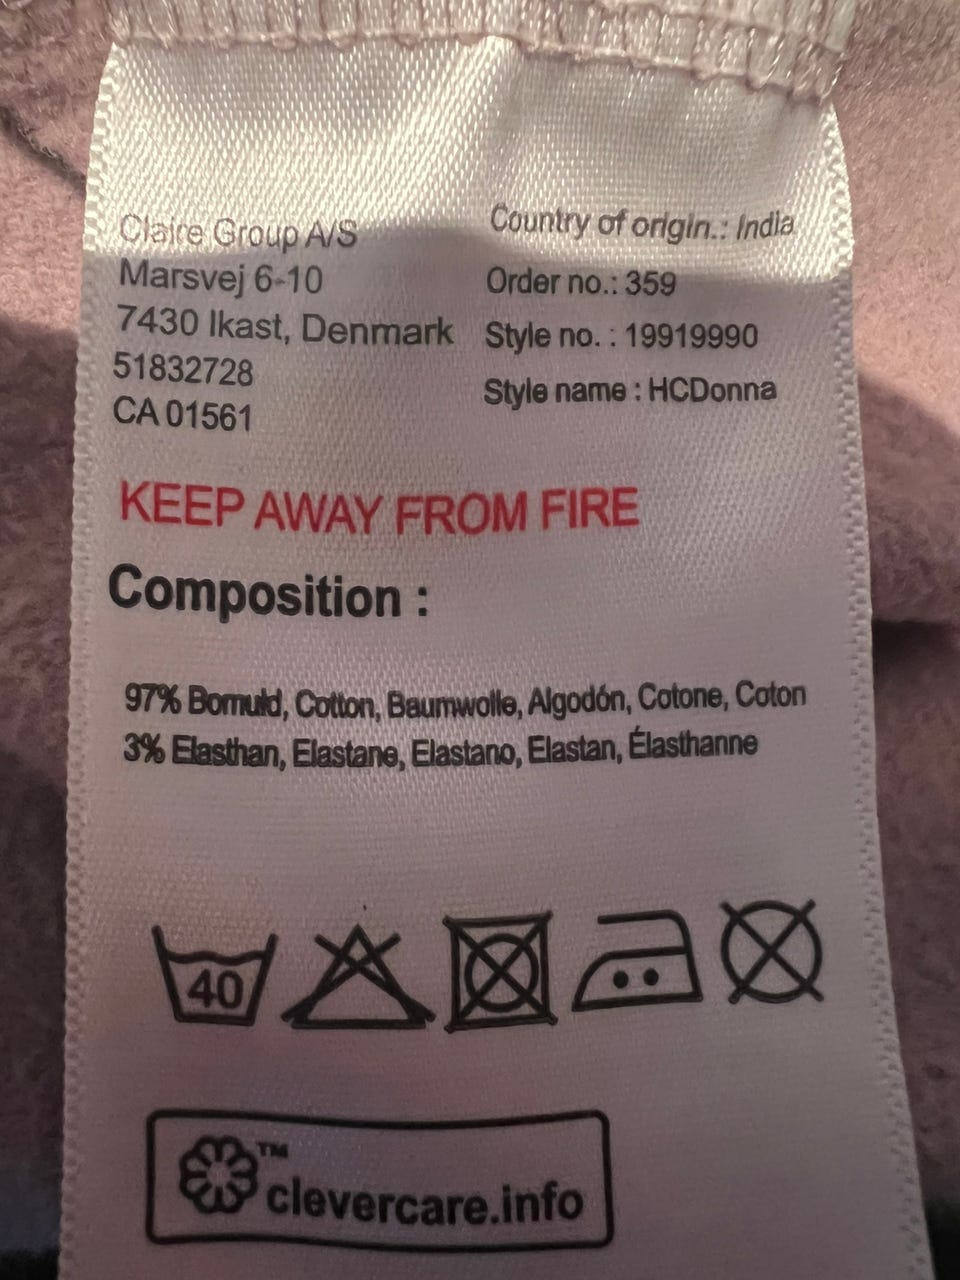 Claire Group A/S
Marsvej 6-10
7430 Ikast, Denmark
51832728
CA 01561
Country of origin.: India
Order no.: 359
Style no. : 19919990
Style name : HCDonna
KEEP AWAY FROM FIRE
Composition :
97% Bomuld, Cotton, Baumwolle, Algodón, Cotone, Coton
3% Elasthan, Elastane, Elastano, Elastan, Élasthanne
40
TM
clevercare.info